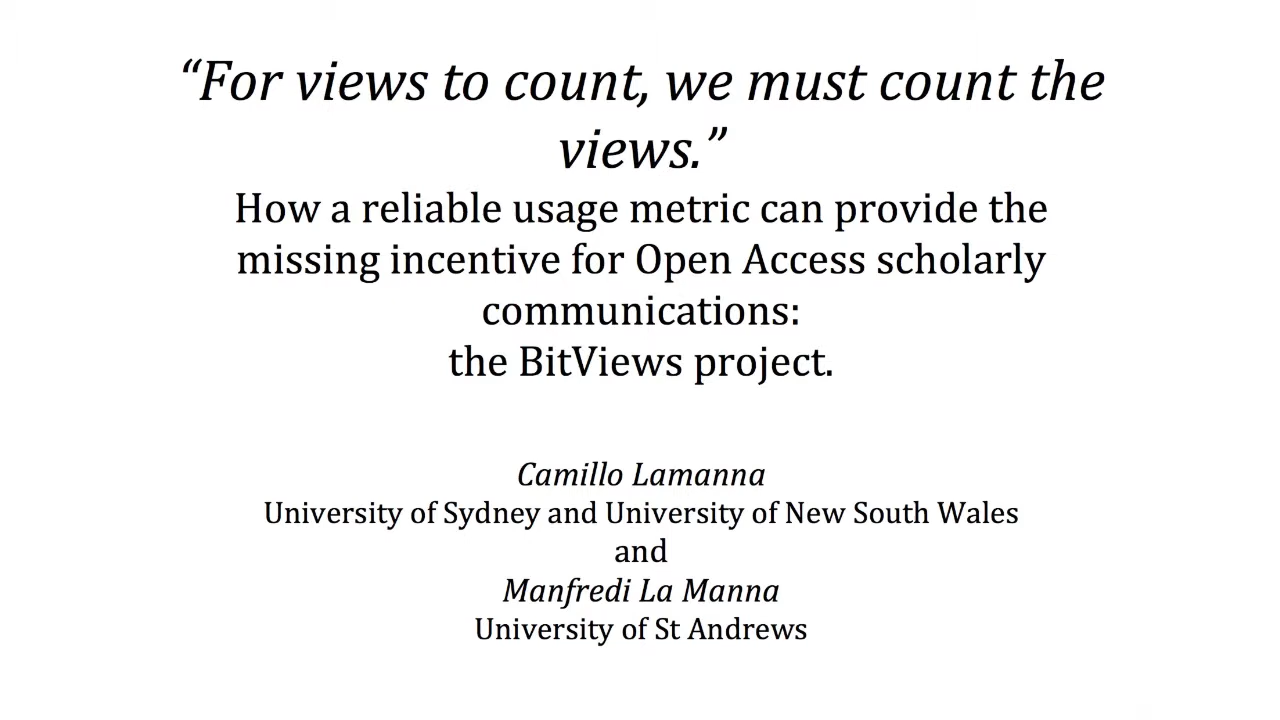 “For views to count, we must count the
views.”
How a reliable usage metric can provide the
missing incentive for Open Access scholarly
communications:
the BitViews project.
Camillo Lamanna
University of Sydney and University of New South Wales
and
Manfredi La Manna
University of St Andrews